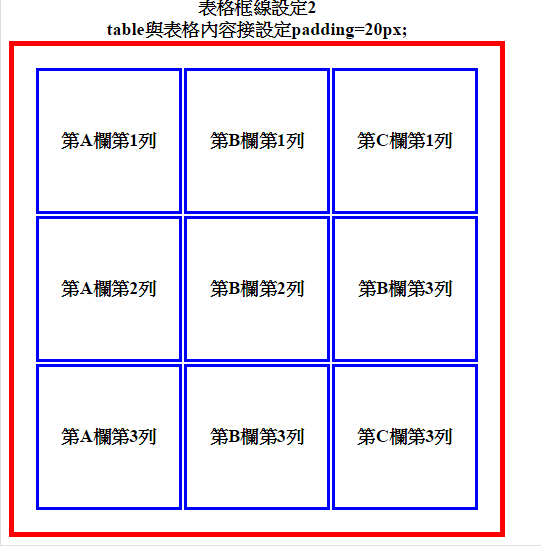 表格框線設定2
table與表格內容接設定padding=20px;
第A欄第1列 第B欄第1列 第C欄第1列
第A欄第2列 第B欄第2列 第B欄第3列
第A欄第3列 第B欄第3列 第C欄第3列